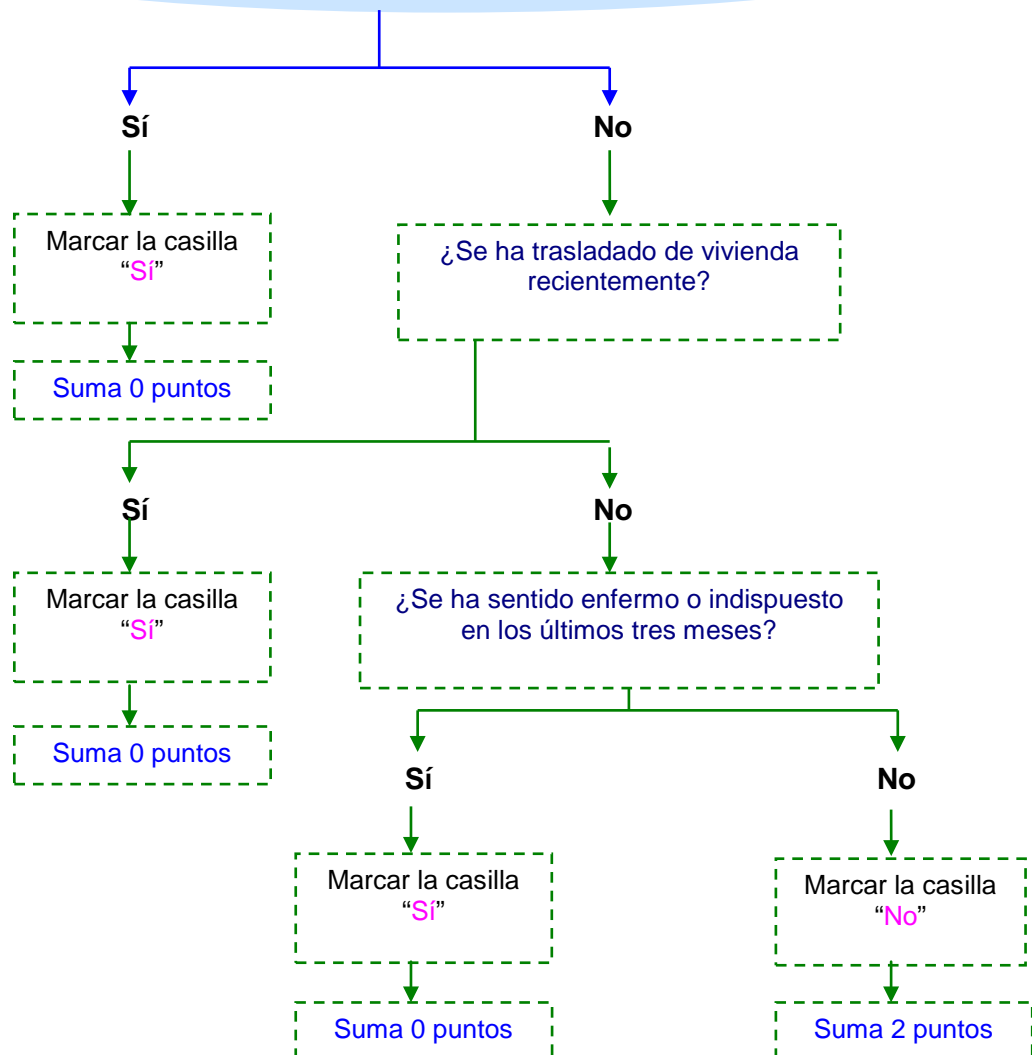 Sí
No
Marcar la casilla
“Sí”
¿Se ha trasladado de vivienda
recientemente?
Suma 0 puntos
Sí
No
Marcar la casilla
“Sí”
¿Se ha sentido enfermo o indispuesto
en los últimos tres meses?
Suma 0 puntos
Sí
No
Marcar la casilla
“Sí”
Marcar la casilla
“No”
Suma 0 puntos
Suma 2 puntos